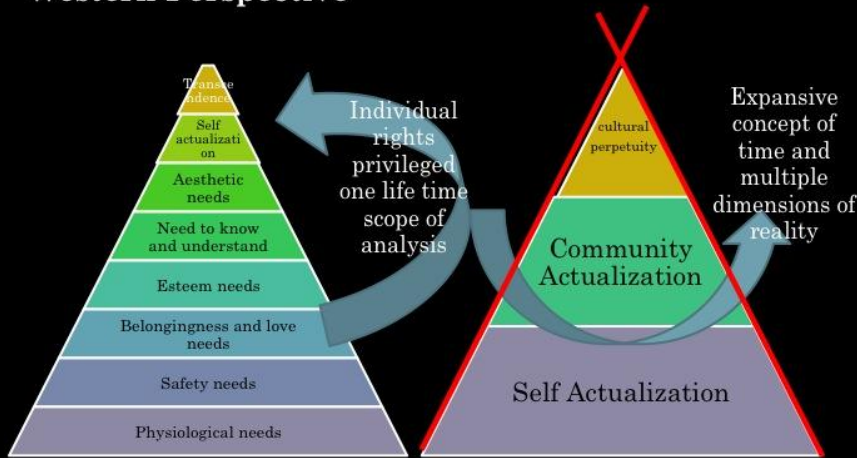 Western Perspective
Transce
ndence
Self
actualizati
on
Aesthetic
needs
Need to know
and understand
Esteem needs
Belongingness and love
needs
Safety needs
Physiological needs
Individual
rights
privileged
one life time
scope of
analysis
cultural
perpetuity
Community
Actualization
Self Actualization
Expansive
concept of
time and
multiple
dimensions of
reality